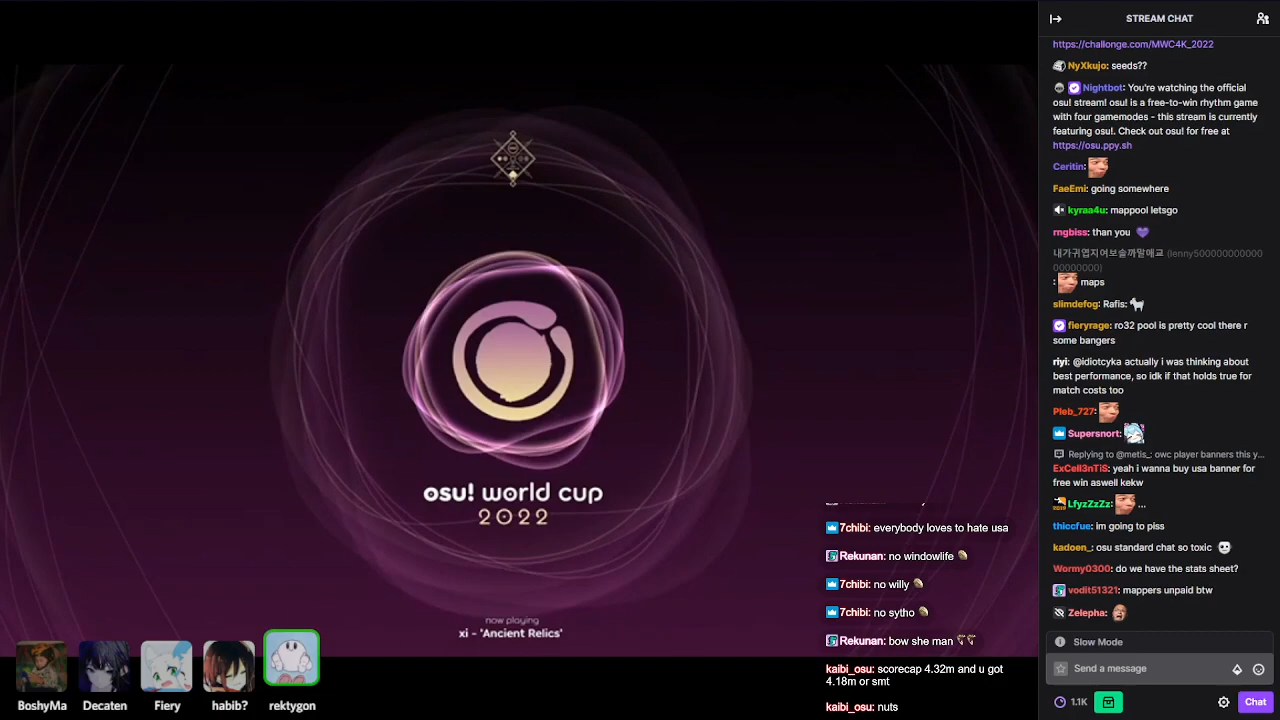 STREAM CHAT
https://challonge.com/MWC4K_2022
NyXkujo: seeds??
Nightbot: You're watching the official
osu! stream! osu! is a free-to-win rhythm game
with four gamemodes - this stream is currently
featuring osu!. Check out osu! for free at
https://osu.ppy.sh
Ceritin:
FaeEmi: going somewhere
kyraa4u: mappool letsgo
rngbiss: than you
내가귀엽지어보솔까말해교 (lenny500000000000
00000000)
: maps
slimdefog: Rafis:
fieryrage: ro32 pool is pretty cool there r
some bangers
riyi: @idiotcyka actually i was thinking about
best performance, so idk if that holds true for
match costs too
Pleb_727:
Supersnort:
Replying to @metis_: owc player banners this y...
ExCell3nTiS: yeah i wanna buy usa banner for
free win aswell kekw
LfyzZzZz: ...
thiccfue: im going to piss
kadoen_: osu standard chat so toxic
Wormy0300: do we have the stats sheet?
vodit51321: mappers unpaid btw
Zelepha:
Slow Mode
Send a message
1.1K
Chat
osu! world cup
2022
now playing
xi - 'Ancient Relics'
7chibi: everybody loves to hate usa
Rekunan: no windowlife
7chibi: no willy
7chibi: no sytho
Rekunan: bow she man
kaibi_osu: scorecap 4.32m and u got
4.18m or smt
kaibi_osu: nuts
BoshyMa
Decaten
Fiery
habib?
rektygon